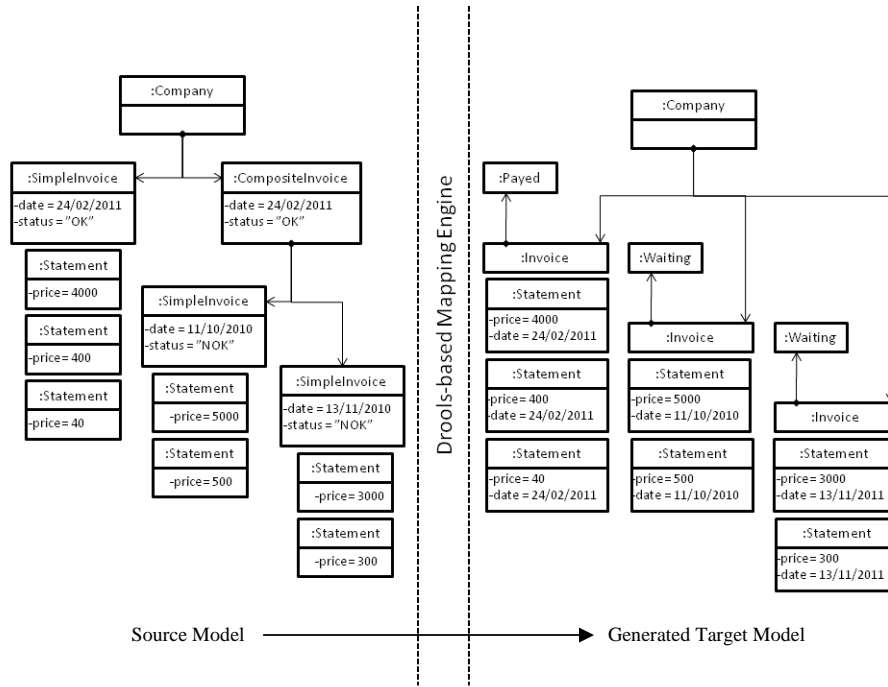 :Company
:SimpleInvoice
-date = 24/02/2011
-status = "OK"
:Statement
-price= 4000
:Statement
-price= 400
:Statement
-price= 40
:CompositeInvoice
-date = 24/02/2011
-status = "OK"
:SimpleInvoice
-date = 11/10/2010
-status = "NOK"
:Statement
-price= 5000
:Statement
-price= 500
:SimpleInvoice
-date = 13/11/2010
-status= "NOK"
:Statement
-price= 3000
:Statement
-price= 300
Drools-based Mapping Engine
:Company
:Payed
:Invoice
:Statement
-price= 4000
-date = 24/02/2011
:Statement
-price= 400
-date = 24/02/2011
:Statement
-price= 40
-date = 24/02/2011
:Waiting
:Invoice
:Statement
-price= 5000
-date = 11/10/2010
:Statement
-price= 500
-date = 11/10/2010
:Waiting
:Invoice
:Statement
-price= 3000
-date = 13/11/2011
:Statement
-price= 300
-date = 13/11/2011
Source Model
Generated Target Model